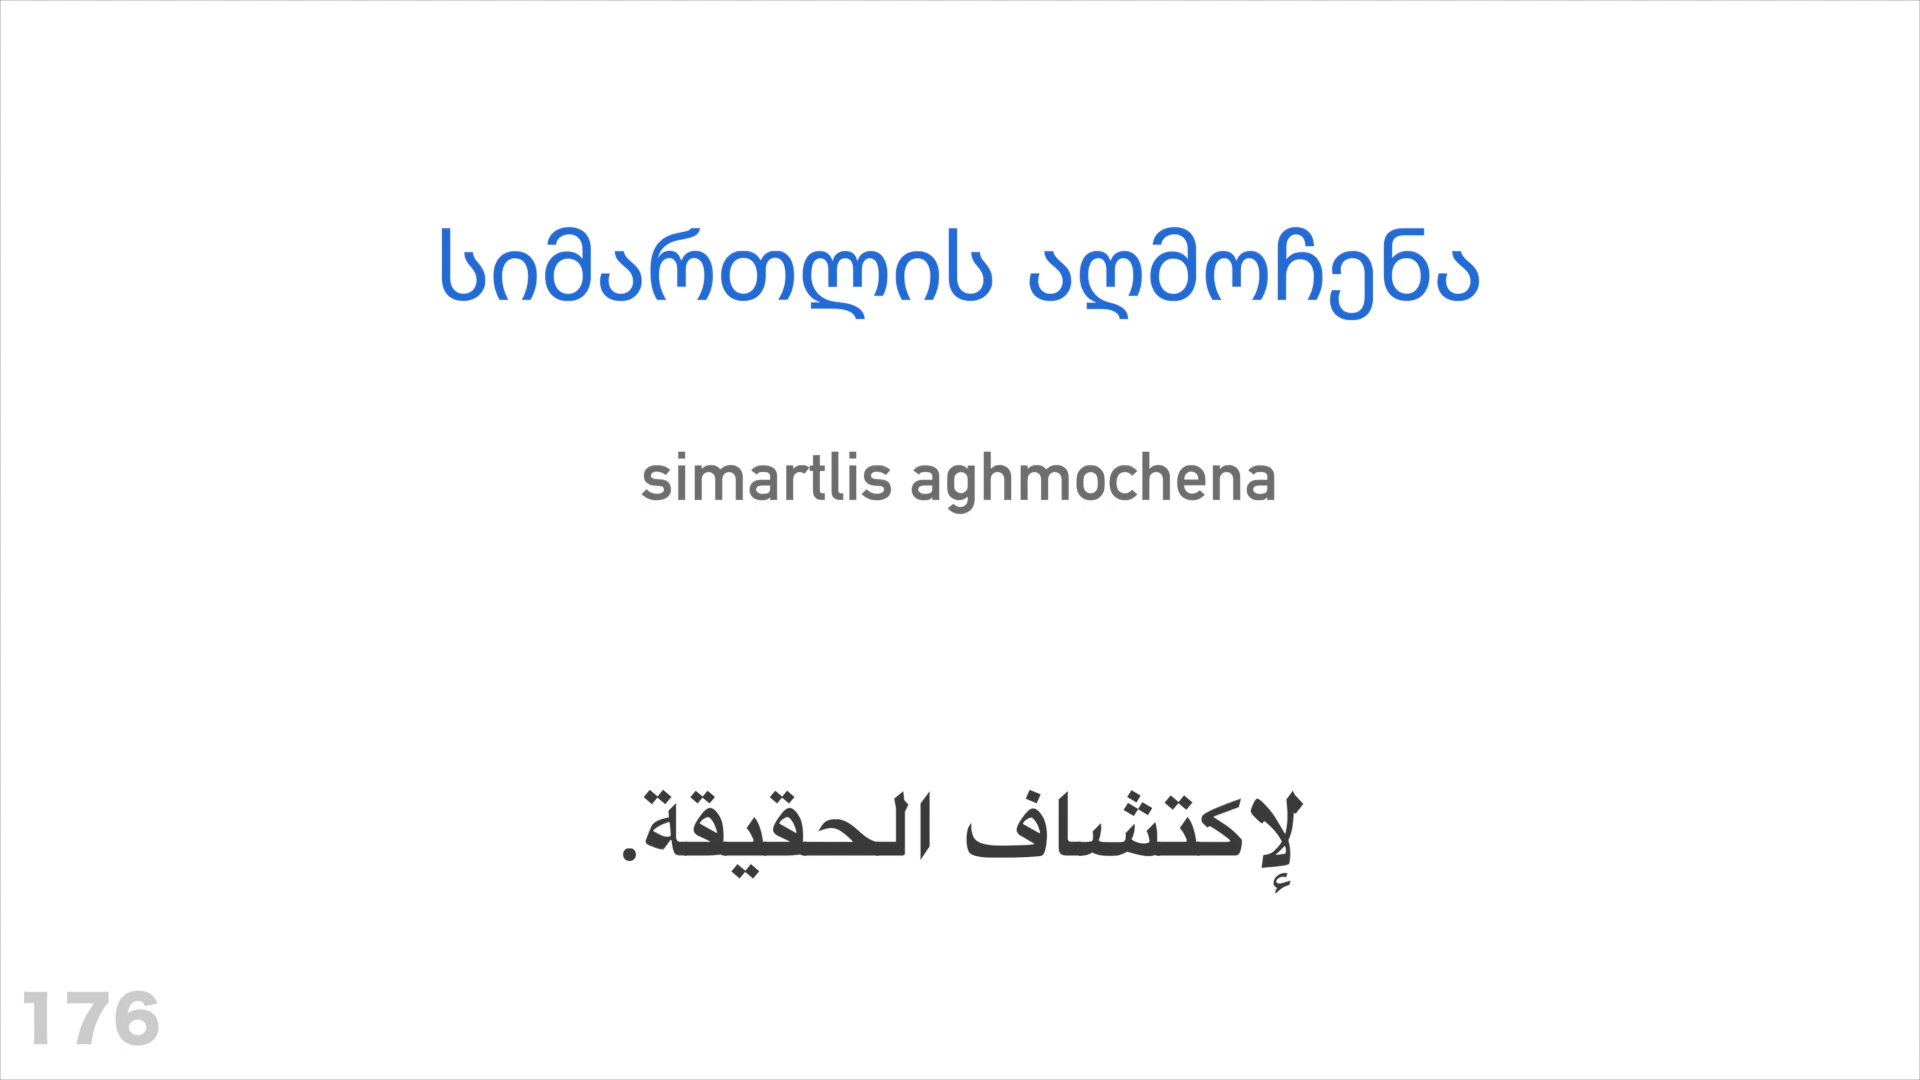 სიმართლის აღმოჩენა
simartlis aghmochena
لإكتشاف الحقيقة.
176